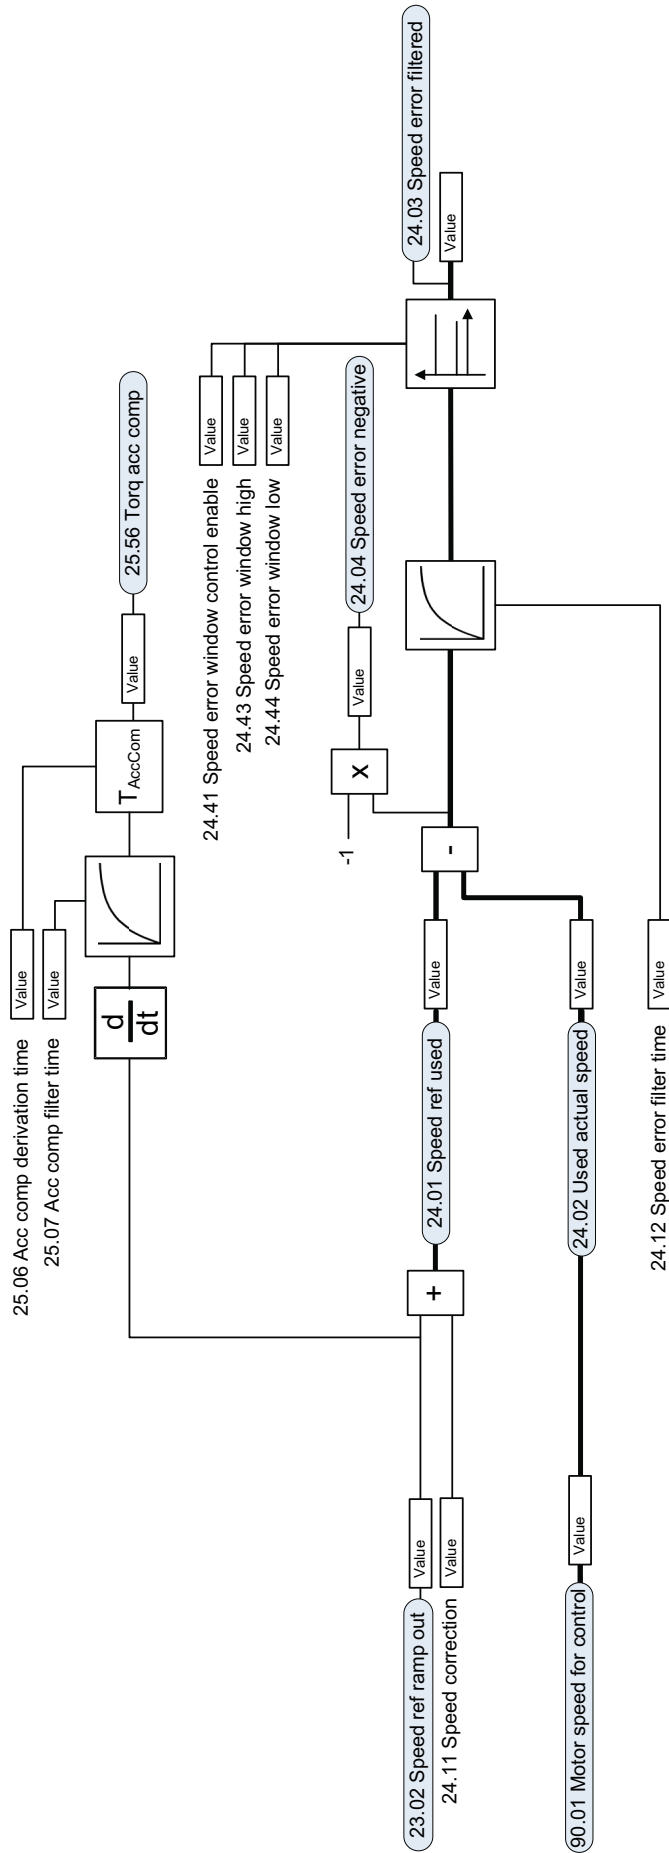 25.06 Acc comp derivation time
Value
25.07 Acc comp filter time
Value
d
dt
T AccCom
Value
25.56 Torq acc comp
24.41 Speed error window control enable
Value
24.43 Speed error window high
Value
24.44 Speed error window low
Value
-1
x
Value
24.04 Speed error negative
23.02 Speed ref ramp out
Value
24.11 Speed correction
Value
+
24.01 Speed ref used
Value
-
24.03 Speed error filtered
Value
90.01 Motor speed for control
Value
24.02 Used actual speed
Value
24.12 Speed error filter time
Value